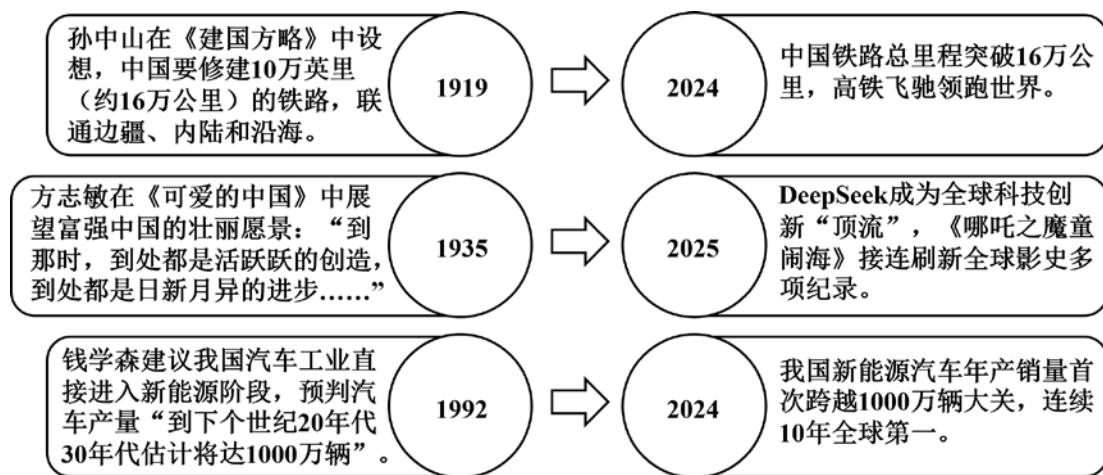 孙中山在《建国方略》中设
想，中国要修建10万英里
（约16万公里）的铁路，联
通边疆、内陆和沿海。
1919
2024
中国铁路总里程突破16万公
里，高铁飞驰领跑世界。
方志敏在《可爱的中国》中展
望富强中国的壮丽愿景：“到
那时，到处都是活跃跃的创造，
到处都是日新月异的进步……”
1935
2025
DeepSeek成为全球科技创
新“顶流”，《哪吒之魔童
闹海》接连刷新全球影史多
项纪录。
钱学森建议我国汽车工业直
接进入新能源阶段，预判汽
车产量“到下个世纪20年代
30年代估计将达1000万辆”。
1992
2024
我国新能源汽车年产销量首
次跨越1000万辆大关，连续
10年全球第一。